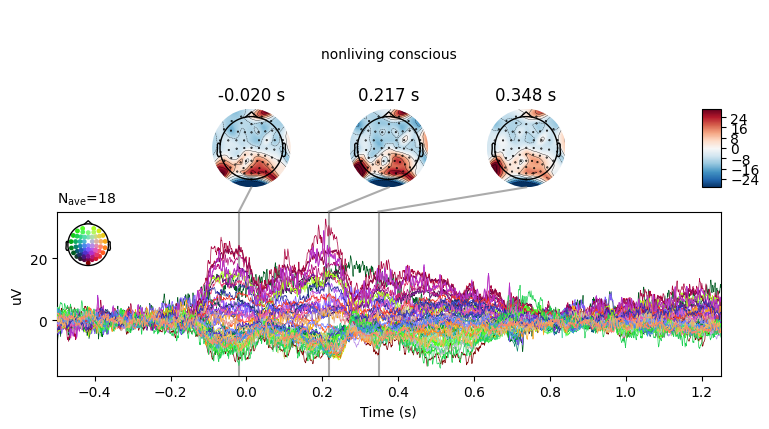 nonliving conscious
-0.020 s
0.217 s
0.348 s
24
16
8
0
−8
−16
−24
Nave=18
20
0
uV
−0.4
−0.2
0.0
0.2
0.4
0.6
0.8
1.0
1.2
Time (s)